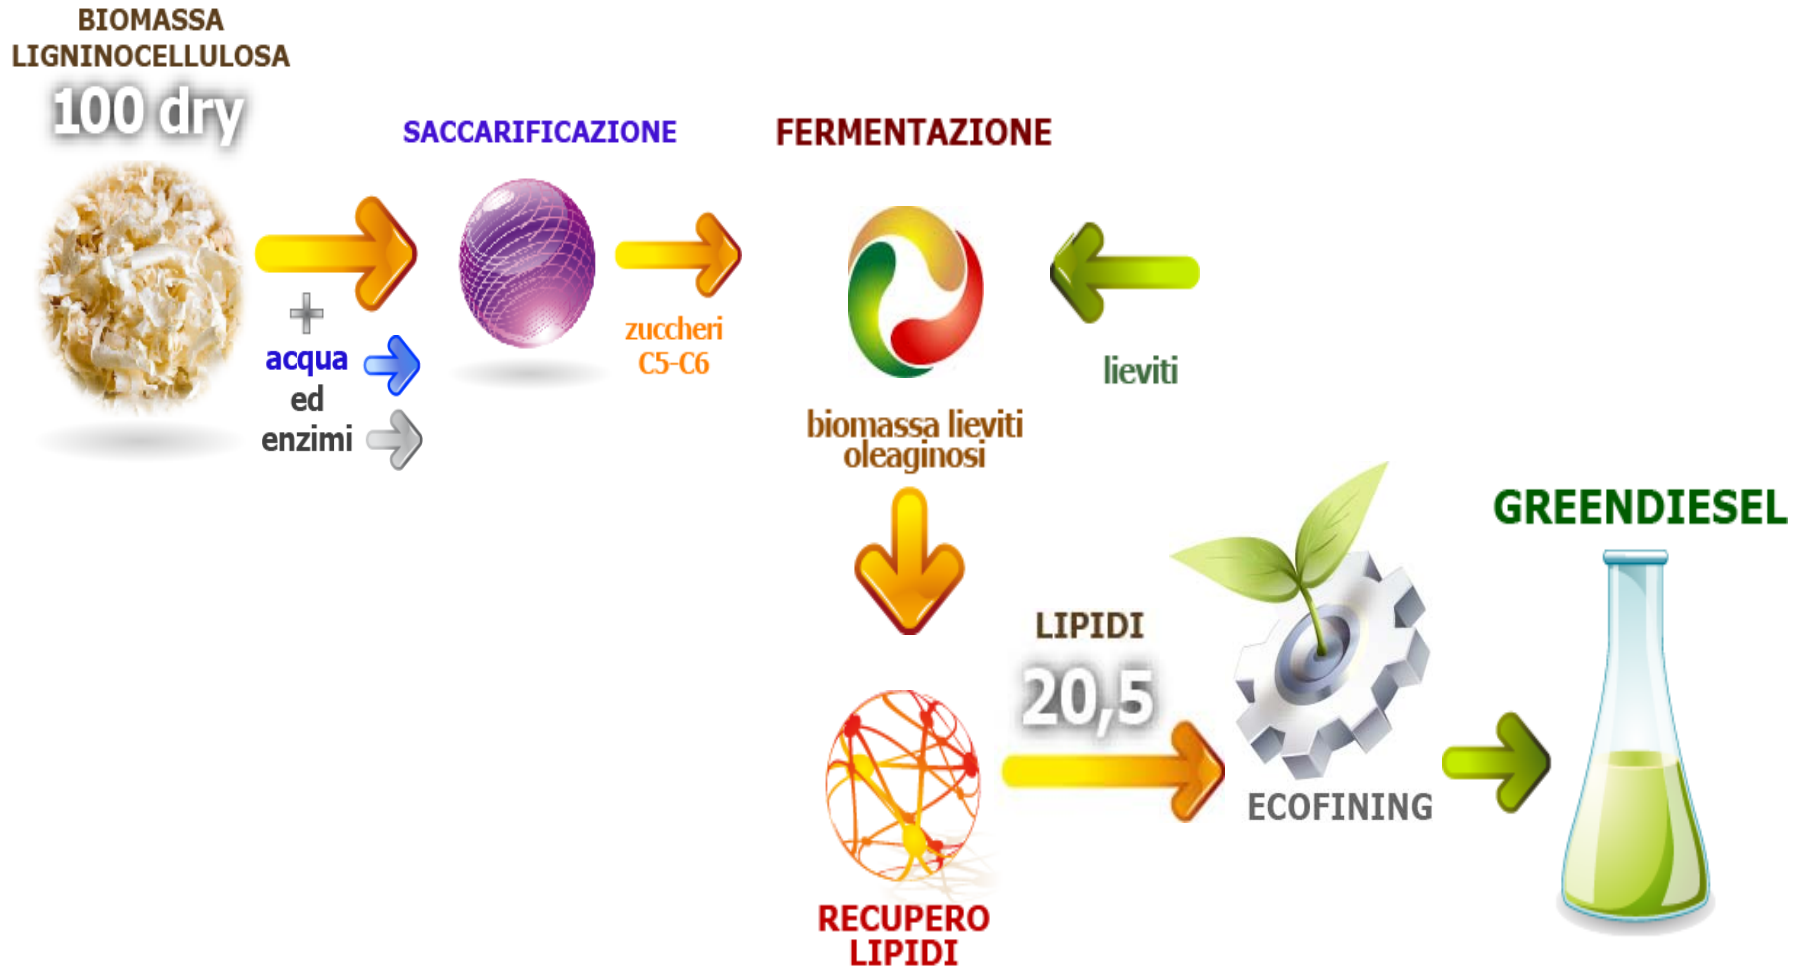 BIOMASSA
LIGNINOCELLULOSA
100 dry
SACCARIFICAZIONE
FERMENTAZIONE
+
acqua
ed
enzimi
zuccheri
C5-C6
lieviti
biomassa lieviti
oleaginosi
GREENDIESEL
LIPIDI
20,5
ECOFINING
RECUPERO
LIPIDI